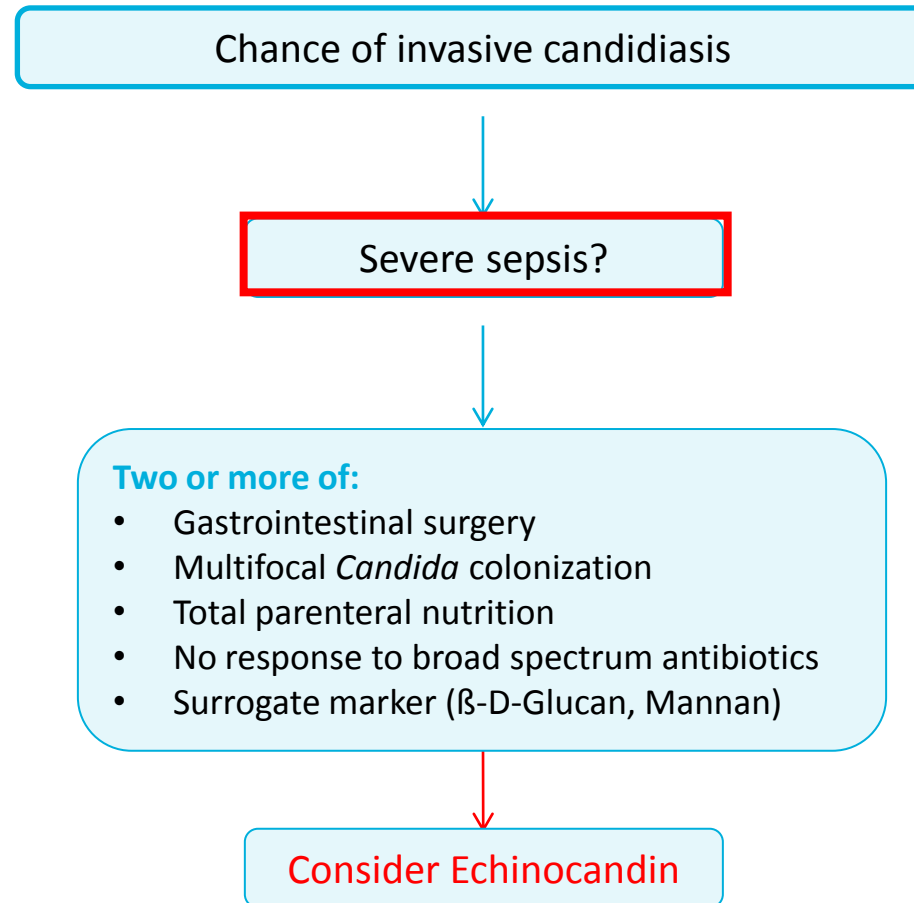 Chance of invasive candidiasis
Severe sepsis?
Two or more of:
• Gastrointestinal surgery
• Multifocal Candida colonization
• Total parenteral nutrition
• No response to broad spectrum antibiotics
• Surrogate marker (ß-D-Glucan, Mannan)
Consider Echinocandin